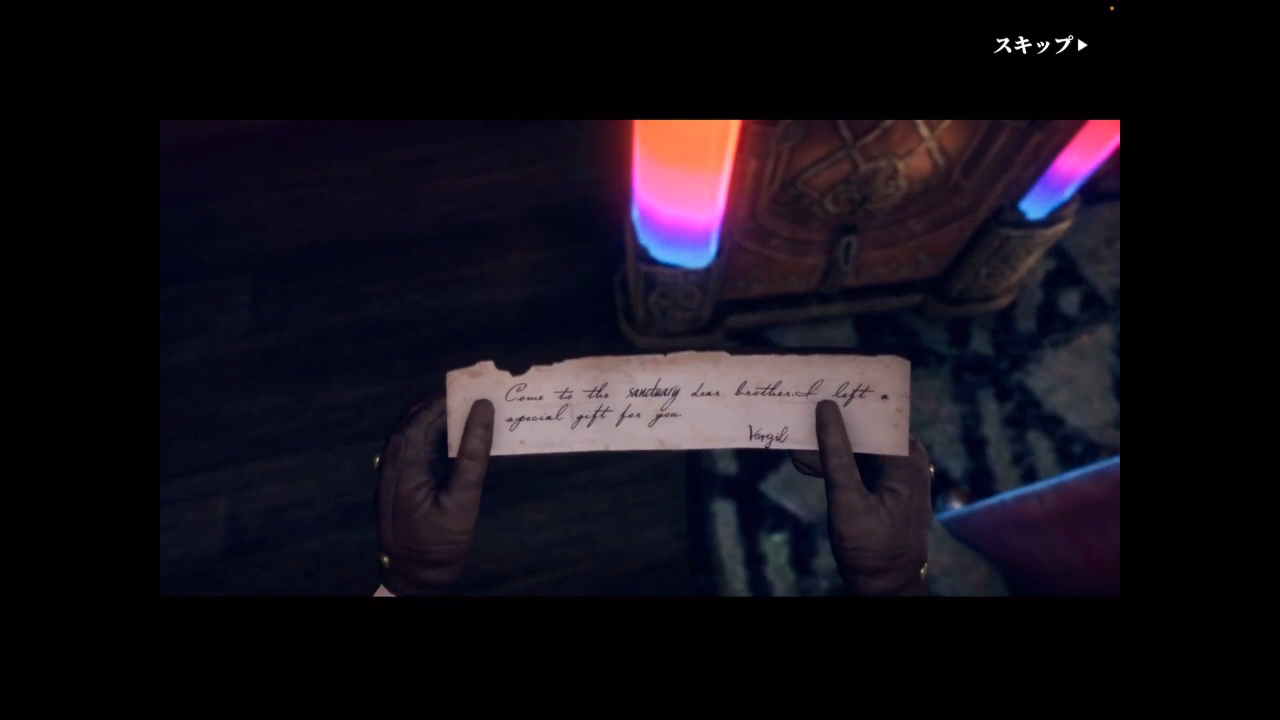 スキップ▶
Come to the sanctuary dear brother. I left a
special gift for you.
Vergil